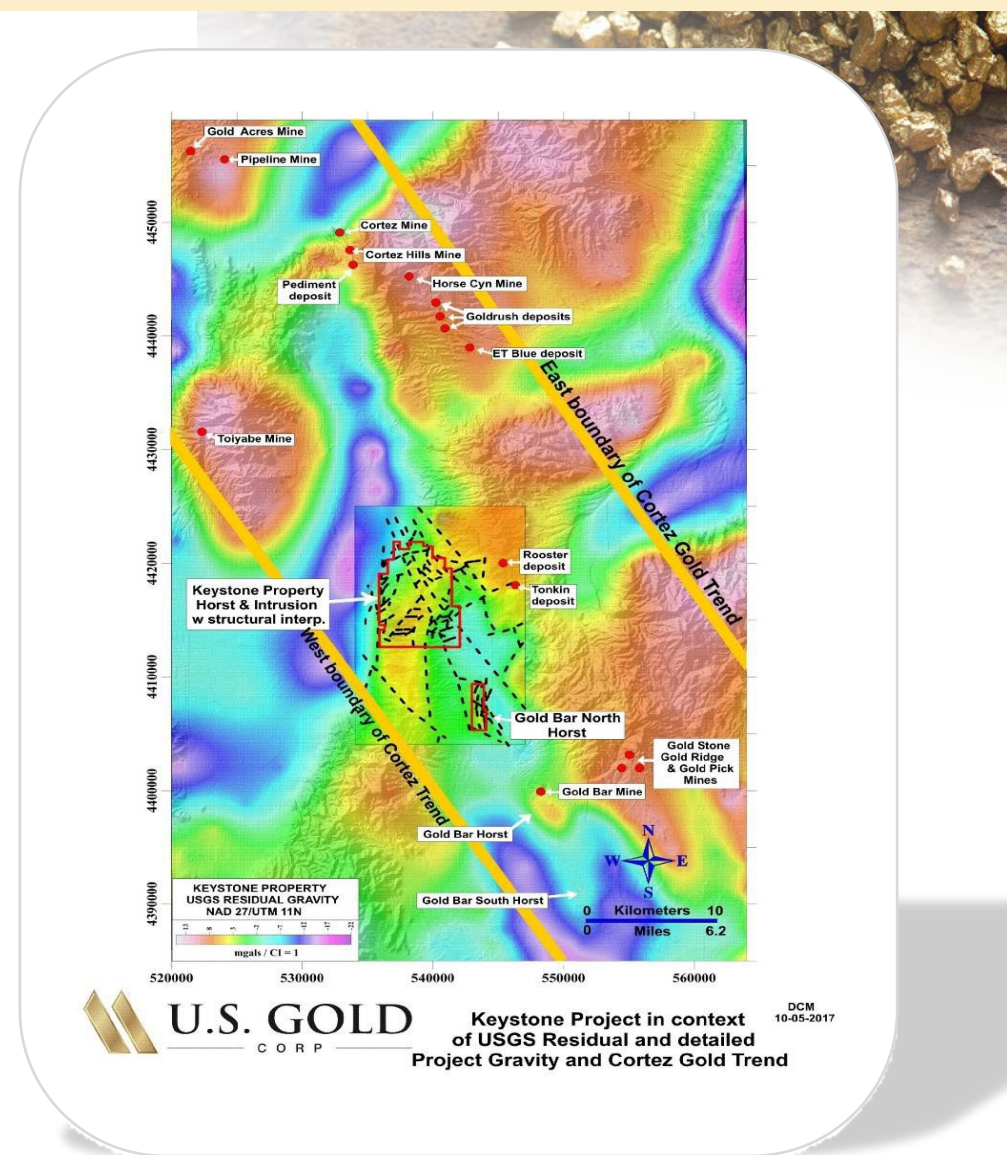 Gold Acres Mine
Pipeline Mine
Cortez Mine
Cortez Hills Mine
Pediment
deposit
Horse Cyn Mine
Goldrush deposits
ET Blue deposit
East boundary of Cortez Gold Trend
Toiyabe Mine
Rooster
deposit
Tonkin
deposit
Keystone Property
Horst & Intrusion
w structural interp.
West boundary of Cortez Trend
Gold Bar North
Horst
Gold Stone
Gold Ridge
& Gold Pick
Mines
Gold Bar Mine
Gold Bar Horst
Gold Bar South Horst
N
W E
S
0 Kilometers 10
0 Miles 6.2
KEYSTONE PROPERTY
USGS RESIDUAL GRAVITY
NAD 27/UTM 11N
mgals / CI = 1
4450000
4440000
4430000
4420000
4410000
4400000
4390000
520000 530000 540000 550000 560000
U.S. GOLD
CORP
Keystone Project in context
of USGS Residual and detailed
Project Gravity and Cortez Gold Trend
DCM
10-05-2017